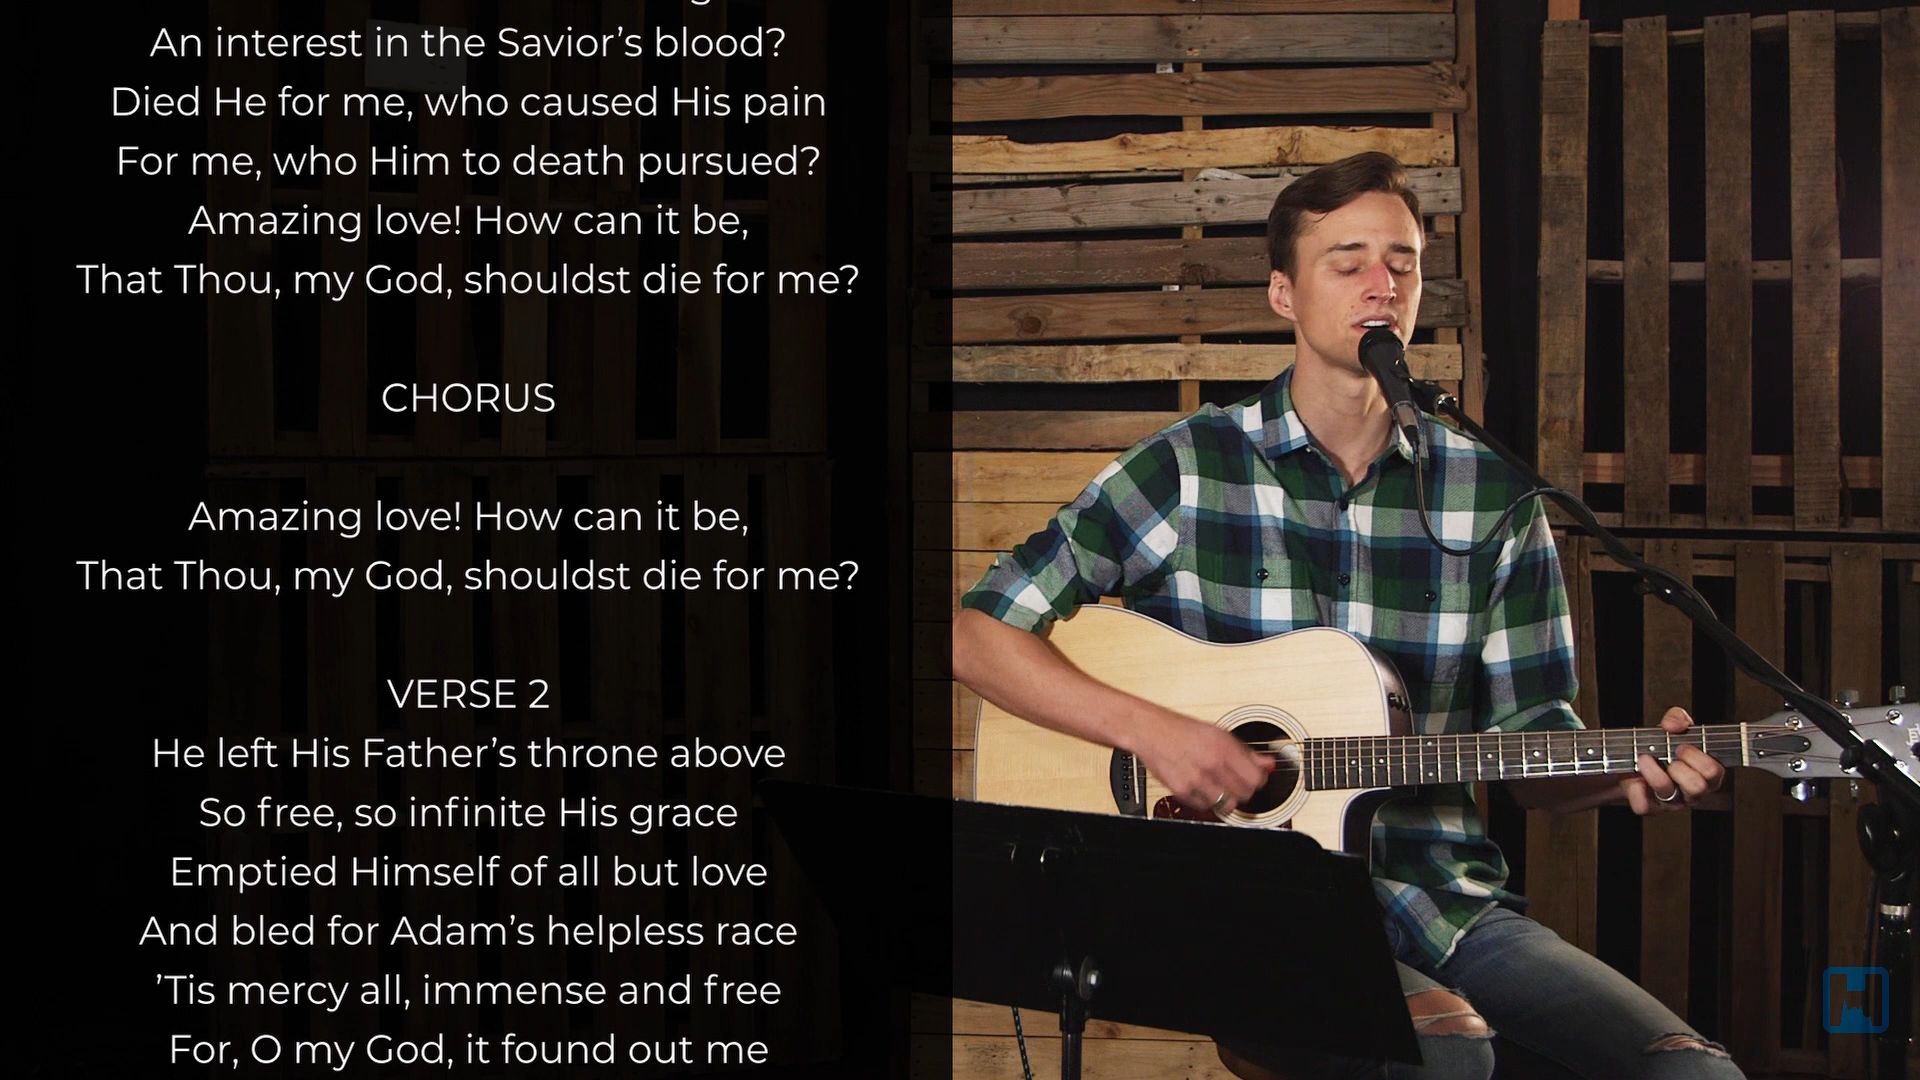 An interest in the Savior’s blood?
Died He for me, who caused His pain
For me, who Him to death pursued?
Amazing love! How can it be,
That Thou, my God, shouldst die for me?
CHORUS
Amazing love! How can it be,
That Thou, my God, shouldst die for me?
VERSE 2
He left His Father’s throne above
So free, so infinite His grace
Emptied Himself of all but love
And bled for Adam’s helpless race
’Tis mercy all, immense and free
For, O my God, it found out me